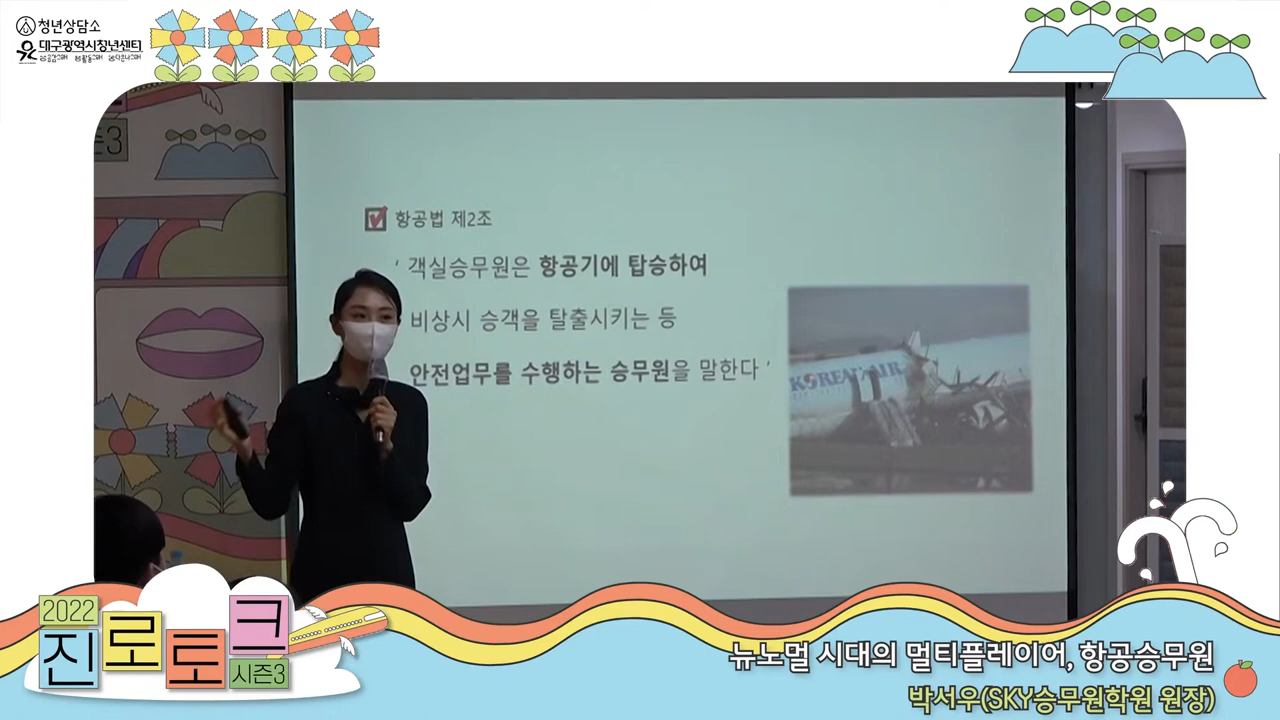 청년상담소
대구광역시청년센터
즌3
항공법 제2조
‘ 객실승무원은 항공기에 탑승하여
비상시 승객을 탈출시키는 등
안전업무를 수행하는 승무원을 말한다 ’
KOREAN AIR
2022
진로토크
시즌3
뉴노멀 시대의 멀티플레이어, 항공승무원
박서우(SKY승무원학원 원장)